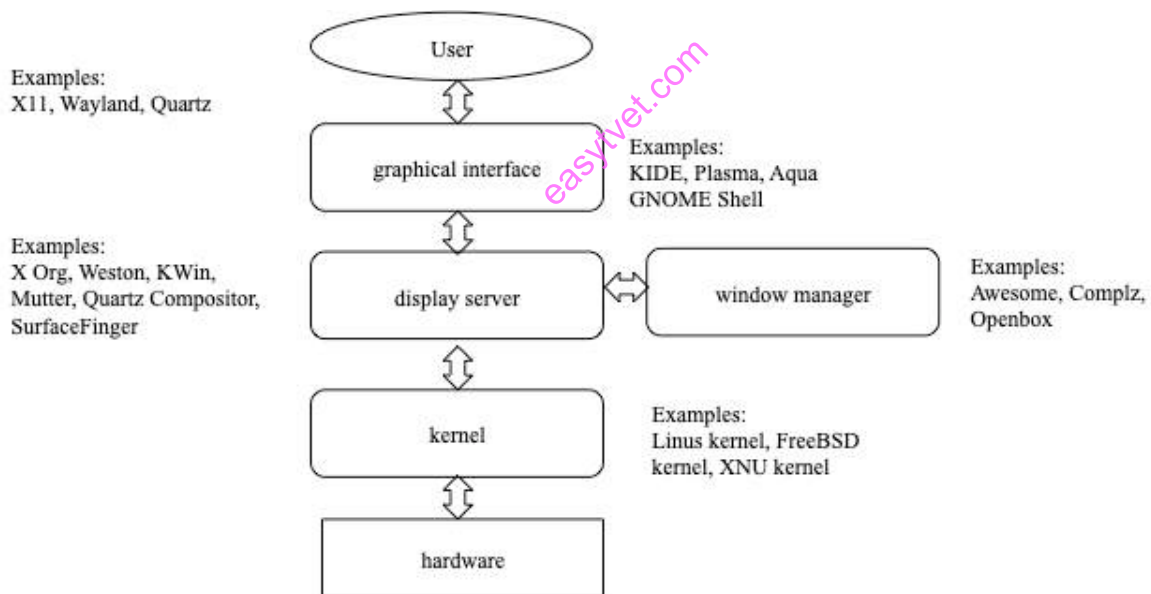 User
Examples:
X11, Wayland, Quartz
easytvet.com
graphical interface
Examples:
KIDE, Plasma, Aqua
GNOME Shell
Examples:
X Org, Weston, KWin,
Mutter, Quartz Compositor,
SurfaceFinger
display server
window manager
Examples:
Awesome, Complz,
Openbox
kernel
Examples:
Linus kernel, FreeBSD
kernel, XNU kernel
hardware